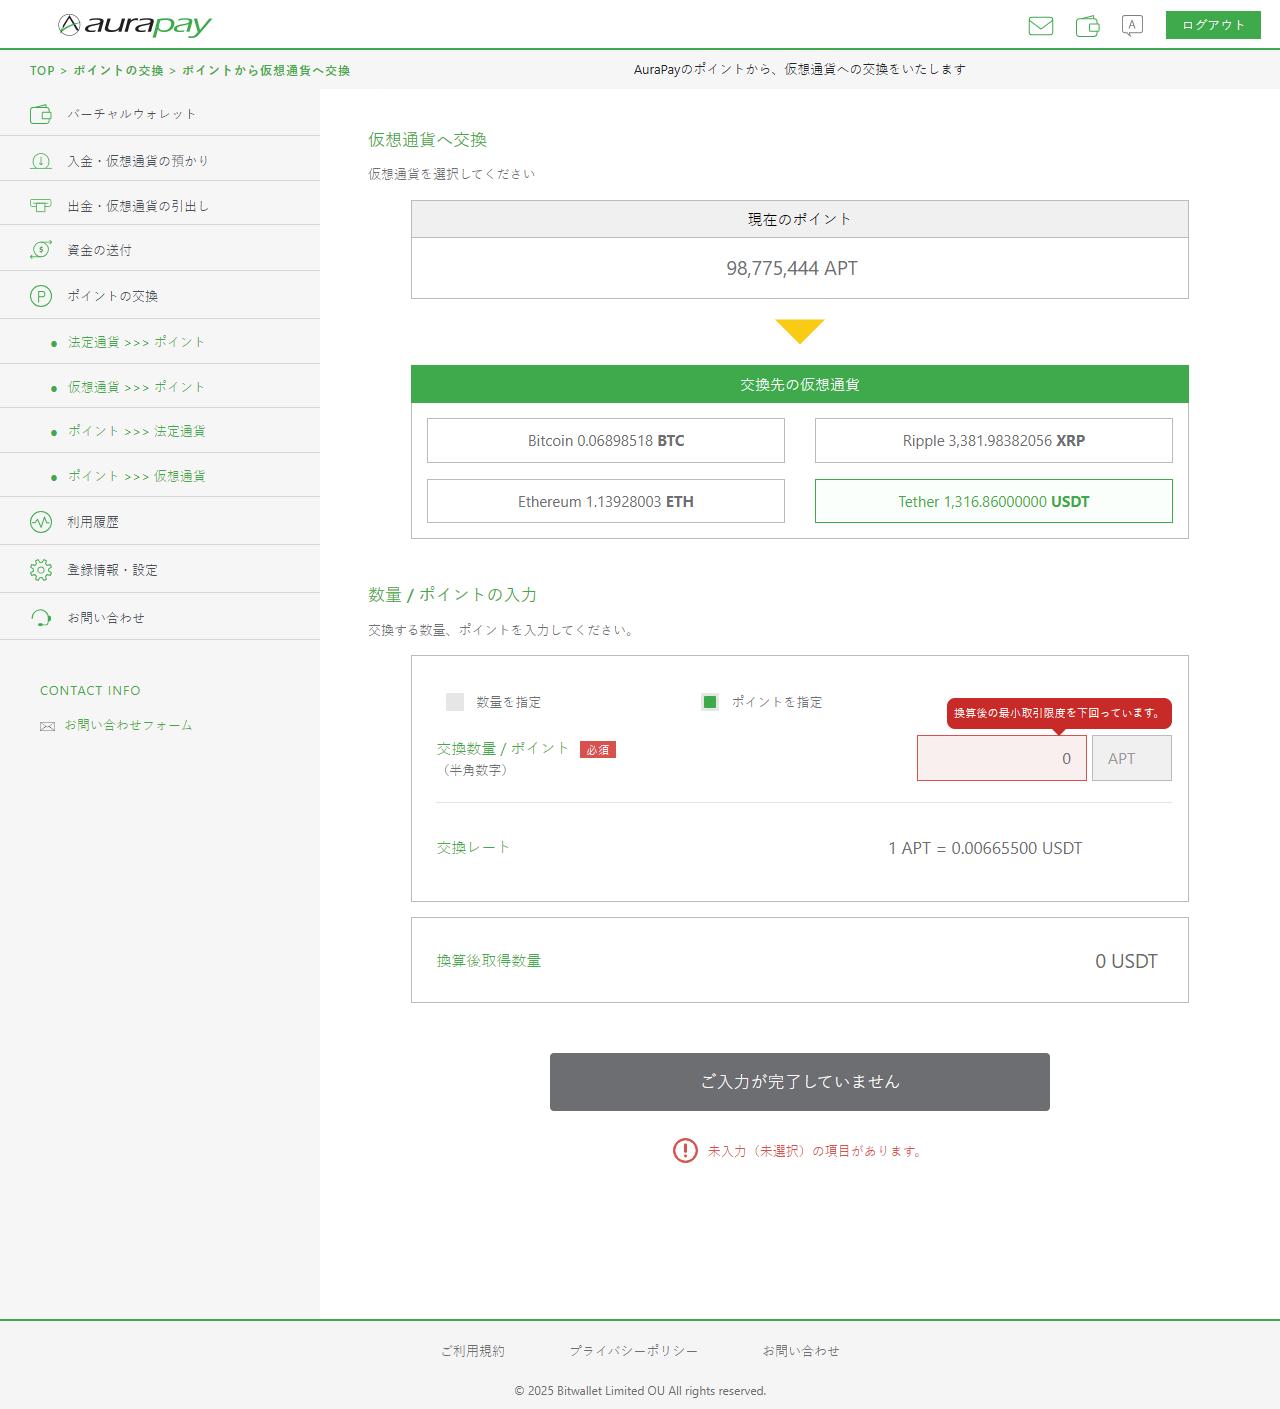 aurapay
A
ログアウト
TOP > ポイントの交換 > ポイントから仮想通貨へ交換
AuraPayのポイントから、仮想通貨への交換をいたします
バーチャルウォレット
入金・仮想通貨の預かり
出金・仮想通貨の引出し
資金の送付
ポイントの交換
法定通貨 >>> ポイント
仮想通貨 >>> ポイント
ポイント >>> 法定通貨
ポイント >>> 仮想通貨
利用履歴
登録情報・設定
お問い合わせ
CONTACT INFO
お問い合わせフォーム
仮想通貨へ交換
仮想通貨を選択してください
現在のポイント
98,775,444 APT
交換先の仮想通貨
Bitcoin 0.06898518 BTC
Ripple 3,381.98382056 XRP
Ethereum 1.13928003 ETH
Tether 1,316.86000000 USDT
数量 / ポイントの入力
交換する数量、ポイントを入力してください。
数量を指定
ポイントを指定
換算後の最小取引限度を下回っています。
交換数量 / ポイント 必須
（半角数字）
0 APT
交換レート
1 APT = 0.00665500 USDT
換算後取得数量
0 USDT
ご入力が完了していません
未入力（未選択）の項目があります。
ご利用規約
プライバシーポリシー
お問い合わせ
© 2025 Bitwallet Limited OU All rights reserved.